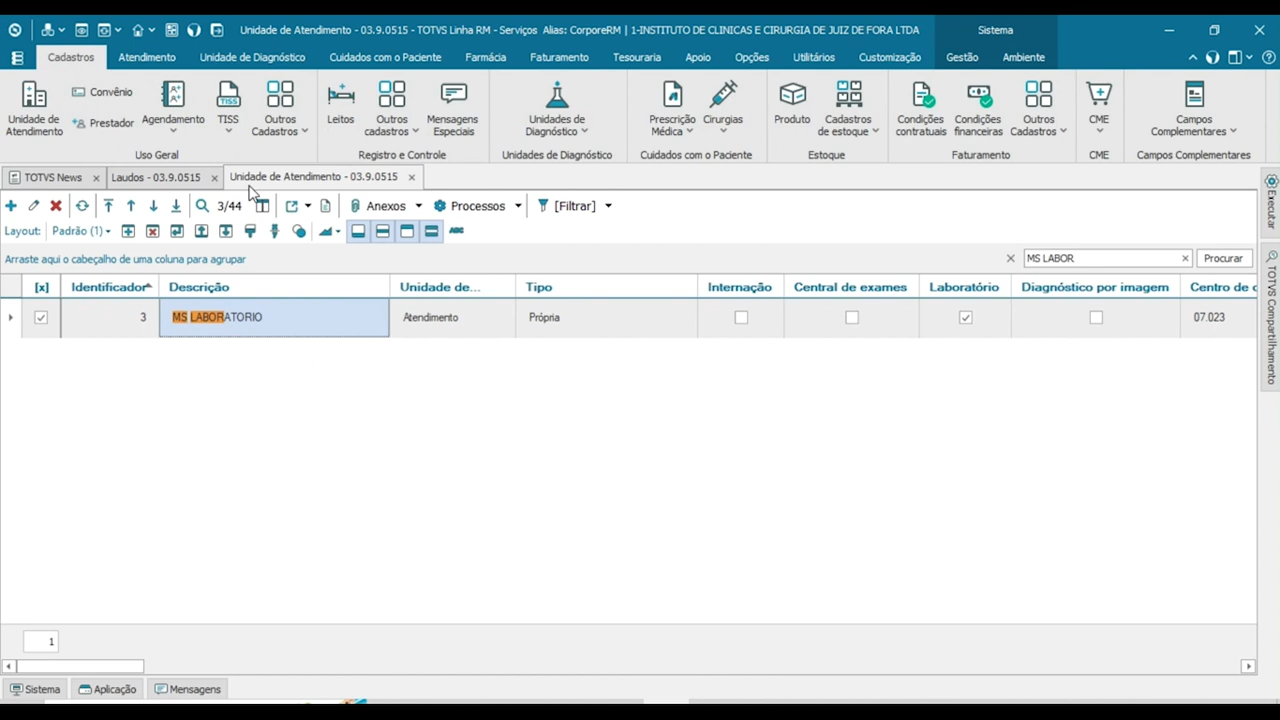 Unidade de Atendimento - 03.9.0515 - TOTVS Linha RM - Serviços Alias: CorporeRM | 1-INSTITUTO DE CLINICAS E CIRURGIA DE JUIZ DE FORA LTDA
Sistema
Cadastros Atendimento Unidade de Diagnóstico Cuidados com o Paciente Farmácia Faturamento Tesouraria Apoio Opções Utilitários Customização Gestão Ambiente
Unidade de Atendimento
Convênio
Prestador
Agendamento
TISS
Outros Cadastros
Leitos
Outros cadastros
Mensagens Especiais
Unidades de Diagnóstico
Prescrição Médica
Cirurgias
Produto
Cadastros de estoque
Condições contratuais
Condições financeiras
Outros Cadastros
CME
Campos Complementares
Uso Geral Registro e Controle Unidades de Diagnóstico Cuidados com o Paciente Estoque Faturamento CME Campos Complementares
TOTVS News Laudos - 03.9.0515 Unidade de Atendimento - 03.9.0515
3/44 Anexos Processos [Filtrar]
Layout: Padrão (1)
Arraste aqui o cabeçalho de uma coluna para agrupar
MS LABOR Procurar
[x] Identificador Descrição Unidade de... Tipo Internação Central de exames Laboratório Diagnóstico por imagem Centro de c
3 MS LABORATORIO Atendimento Própria 07.023
1
Sistema Aplicação Mensagens
Executar
TOTVS Compartilhamento